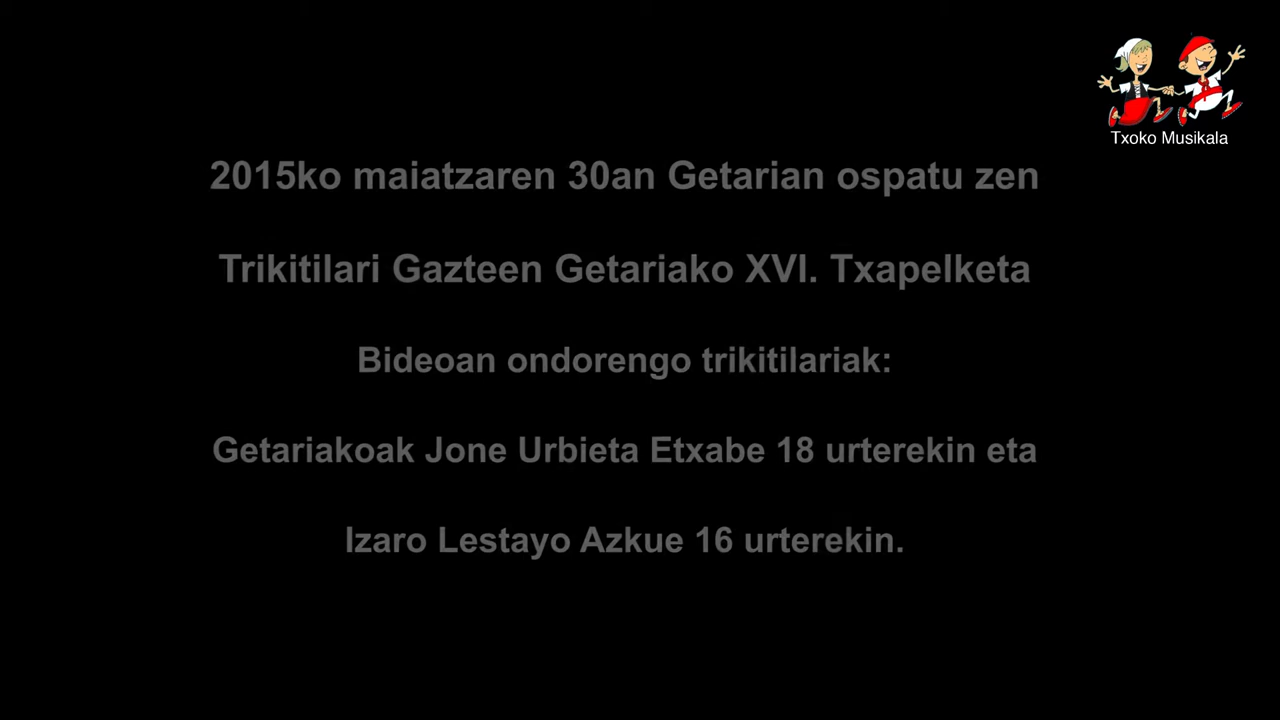 Txoko Musikala
2015ko maiatzaren 30an Getarian ospatu zen
Trikitilari Gazteen Getariako XVI. Txapelketa
Bideoan ondorengo trikitilariak:
Getariakoak Jone Urbieta Etxabe 18 urterekin eta
Izaro Lestayo Azkue 16 urterekin.